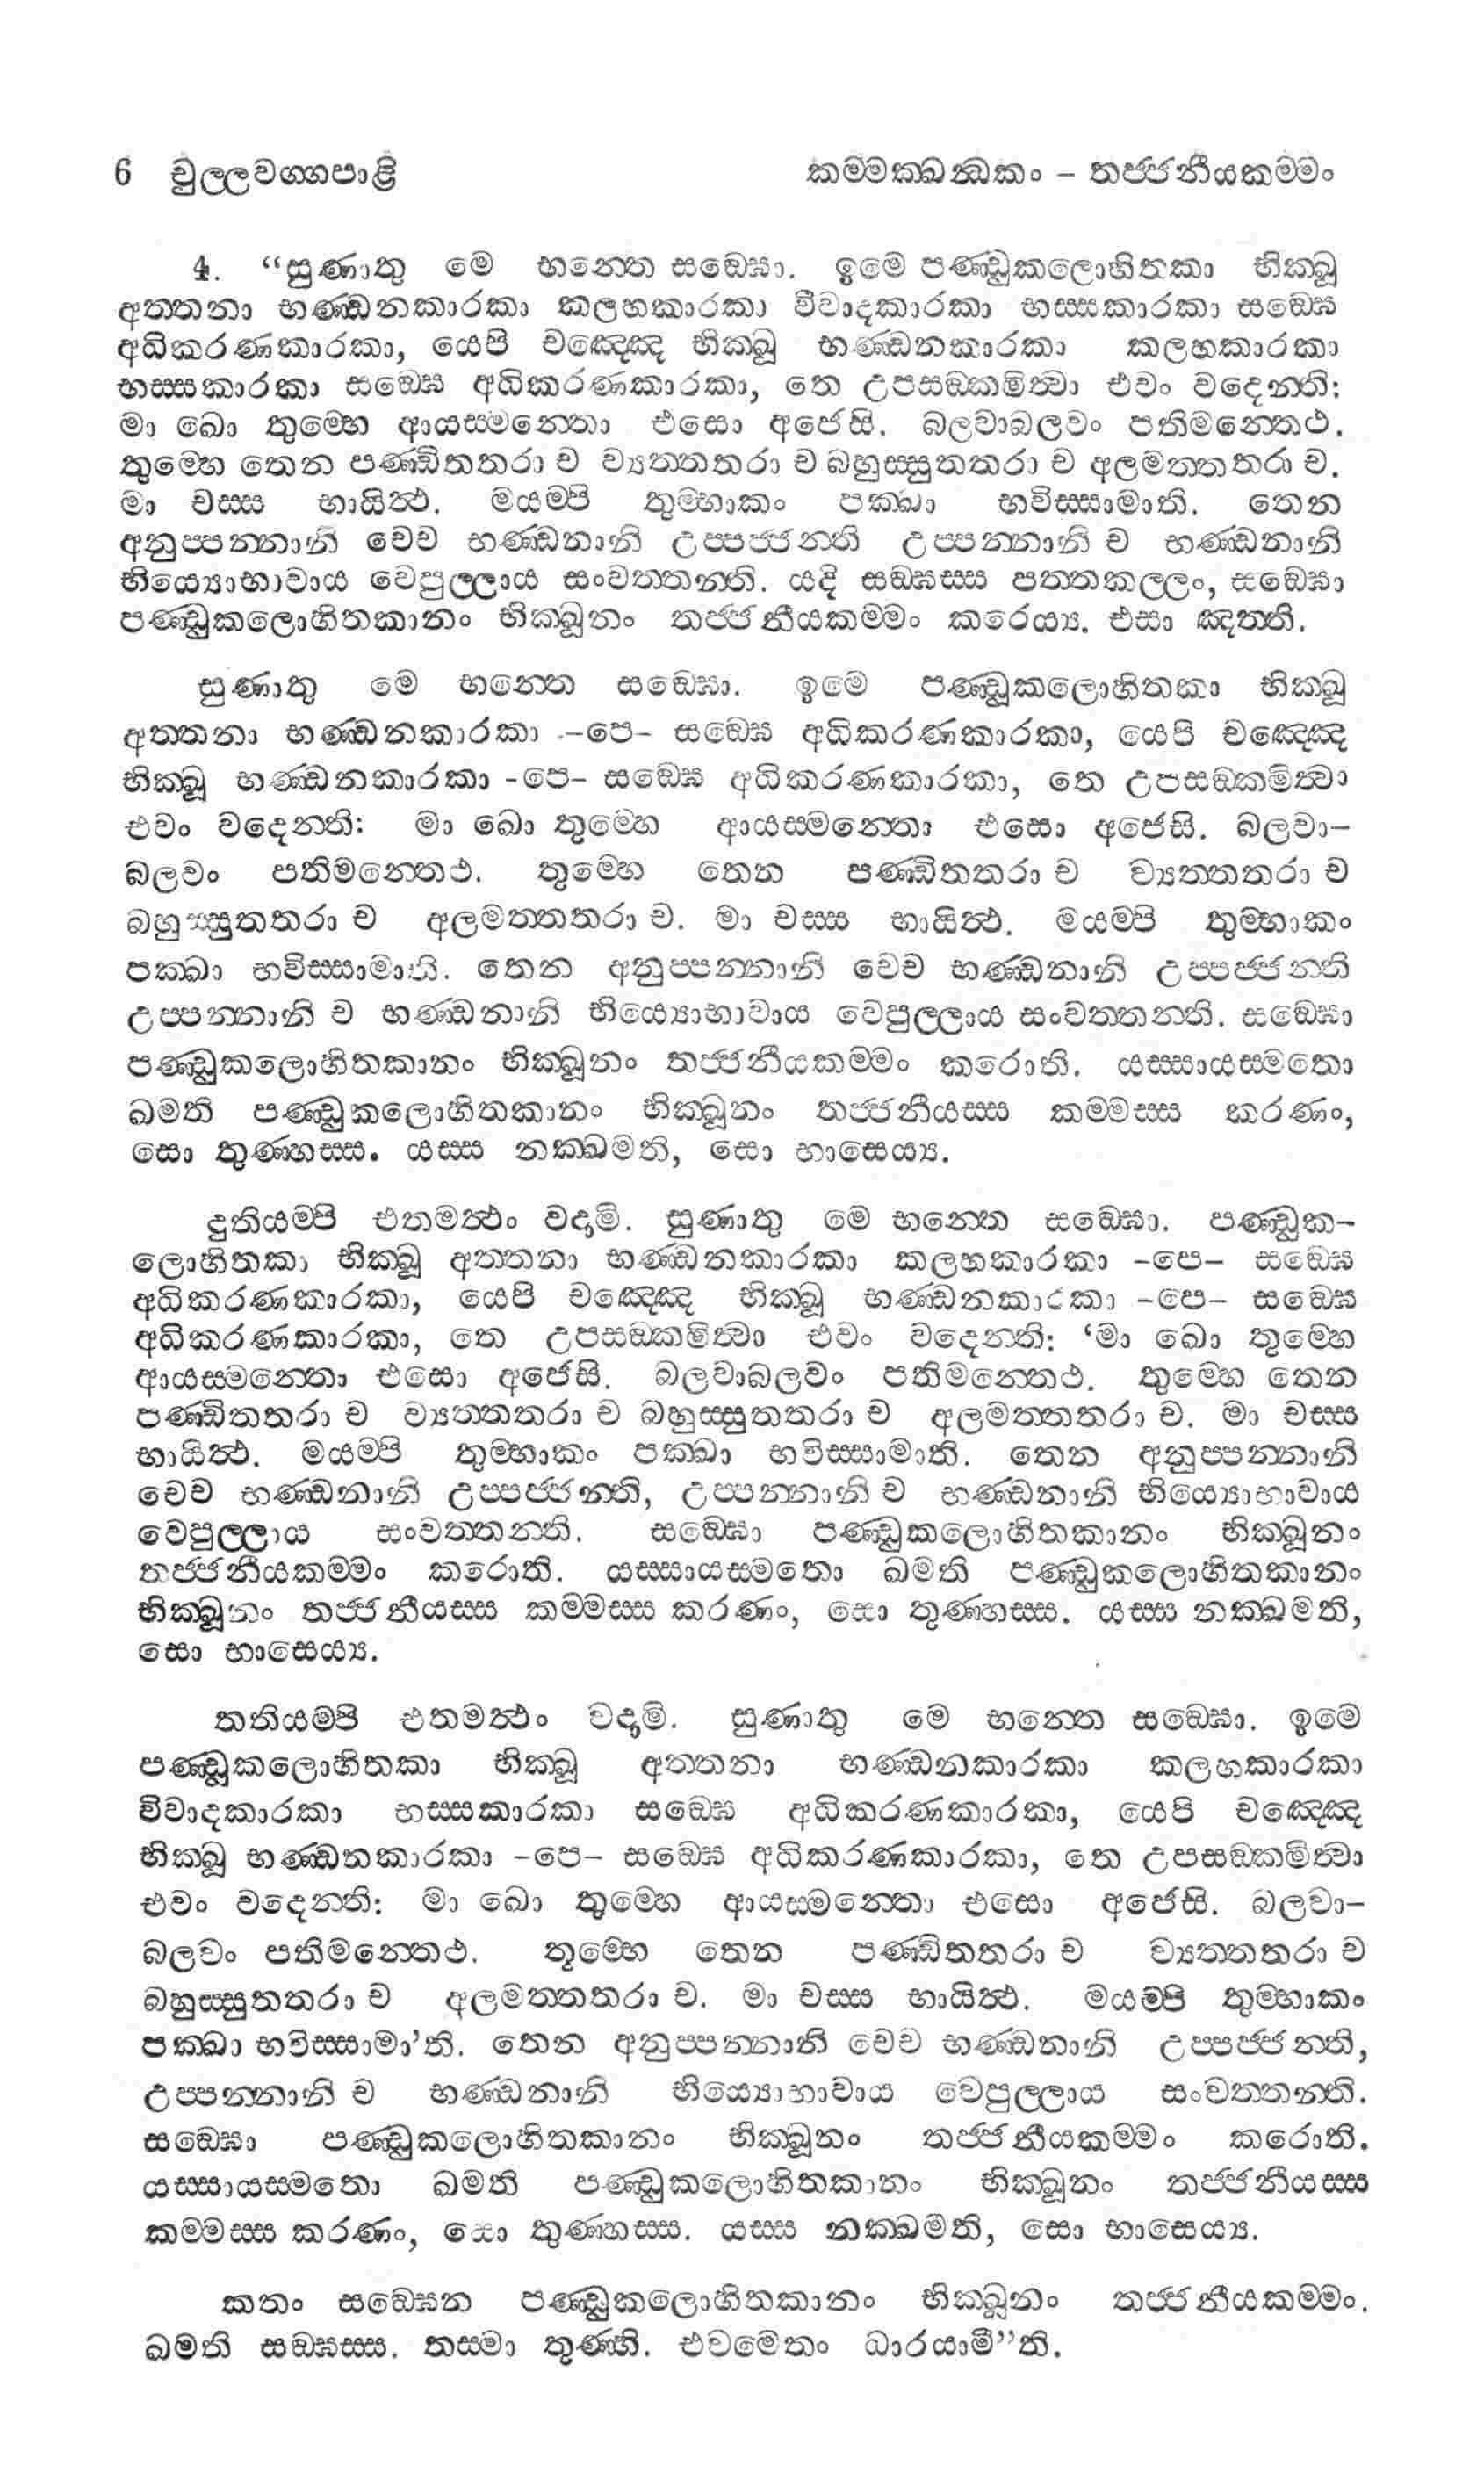 6 චුල්ලවග්ගපාළි කම්මක්ඛන්ධකං – තජ්ජනීයකම්මං
4. “සුණාතු මෙ භන්තෙ සඞ්ඝො. ඉමෙ පණ්ඩුකලොහිතකා භික්ඛූ
අත්තනා භණ්ඩනකාරකා කලහකාරකා විවාදකාරකා භස්සකාරකා සඞ්ඝෙ
අධිකරණකාරකා, යෙපි චඤ්ඤෙ භික්ඛූ භණ්ඩනකාරකා කලහකාරකා
භස්සකාරකා සඞ්ඝෙ අධිකරණකාරකා, තෙ උපසඞ්කමිත්වා එවං වදෙන්ති:
මා ඛො තුම්හෙ ආයස්මන්තො එසො අජෙසි. බලවාබලවං පතිමන්තෙථ.
තුම්හෙ තෙන පණ්ඩිතතරා ච ව්‍යත්තතරා ච බහුස්සුතතරා ච අලමත්තතරා ච.
මා චස්ස භායිත්ථ. මයම්පි තුම්හාකං පක්ඛා භවිස්සාමාති. තෙන
අනුප්පන්නානි චෙව භණ්ඩනානි උප්පජ්ජන්ති උප්පන්නානි ච භණ්ඩනානි
භිය්‍යොභාවාය වෙපුල්ලාය සංවත්තන්ති. යදි සඞ්ඝස්ස පත්තකල්ලං, සඞ්ඝො
පණ්ඩුකලොහිතකානං භික්ඛූනං තජ්ජනීයකම්මං කරෙය්‍ය. එසා ඤත්ති.
සුණාතු මෙ භන්තෙ සඞ්ඝො. ඉමෙ පණ්ඩුකලොහිතකා භික්ඛූ
අත්තනා භණ්ඩනකාරකා -පෙ- සඞ්ඝෙ අධිකරණකාරකා, යෙපි චඤ්ඤෙ
භික්ඛූ භණ්ඩනකාරකා -පෙ- සඞ්ඝෙ අධිකරණකාරකා, තෙ උපසඞ්කමිත්වා
එවං වදෙන්ති: මා ඛො තුම්හෙ ආයස්මන්තො එසො අජෙසි. බලවා-
බලවං පතිමන්තෙථ. තුම්හෙ තෙන පණ්ඩිතතරා ච ව්‍යත්තතරා ච
බහුස්සුතතරා ච අලමත්තතරා ච. මා චස්ස භායිත්ථ. මයම්පි තුම්හාකං
පක්ඛා භවිස්සාමාති. තෙන අනුප්පන්නානි චෙව භණ්ඩනානි උප්පජ්ජන්ති
උප්පන්නානි ච භණ්ඩනානි භිය්‍යොභාවාය වෙපුල්ලාය සංවත්තන්ති. සඞ්ඝො
පණ්ඩුකලොහිතකානං භික්ඛූනං තජ්ජනීයකම්මං කරොති. යස්සායස්මතො
ඛමති පණ්ඩුකලොහිතකානං භික්ඛූනං තජ්ජනීයස්ස කම්මස්ස කරණං,
සො තුණ්හස්ස. යස්ස නක්ඛමති, සො භාසෙය්‍ය.
දුතියම්පි එතමත්ථං වදාමි. සුණාතු මෙ භන්තෙ සඞ්ඝො. පණ්ඩුක-
ලොහිතකා භික්ඛූ අත්තනා භණ්ඩනකාරකා කලහකාරකා -පෙ- සඞ්ඝෙ
අධිකරණකාරකා, යෙපි චඤ්ඤෙ භික්ඛූ භණ්ඩනකාරකා -පෙ- සඞ්ඝෙ
අධිකරණකාරකා, තෙ උපසඞ්කමිත්වා එවං වදෙන්ති: ‘මා ඛො තුම්හෙ
ආයස්මන්තො එසො අජෙසි. බලවාබලවං පතිමන්තෙථ. තුම්හෙ තෙන
පණ්ඩිතතරා ච ව්‍යත්තතරා ච බහුස්සුතතරා ච අලමත්තතරා ච. මා චස්ස
භායිත්ථ. මයම්පි තුම්හාකං පක්ඛා භවිස්සාමාති. තෙන අනුප්පන්නානි
චෙව භණ්ඩනානි උප්පජ්ජන්ති, උප්පන්නානි ච භණ්ඩනානි භිය්‍යොභාවාය
වෙපුල්ලාය සංවත්තන්ති. සඞ්ඝො පණ්ඩුකලොහිතකානං භික්ඛූනං
තජ්ජනීයකම්මං කරොති. යස්සායස්මතො ඛමති පණ්ඩුකලොහිතකානං
භික්ඛූනං තජ්ජනීයස්ස කම්මස්ස කරණං, සො තුණ්හස්ස. යස්ස නක්ඛමති,
සො භාසෙය්‍ය.
තතියම්පි එතමත්ථං වදාමි. සුණාතු මෙ භන්තෙ සඞ්ඝො. ඉමෙ
පණ්ඩුකලොහිතකා භික්ඛූ අත්තනා භණ්ඩනකාරකා කලහකාරකා
විවාදකාරකා භස්සකාරකා සඞ්ඝෙ අධිකරණකාරකා, යෙපි චඤ්ඤෙ
භික්ඛූ භණ්ඩනකාරකා -පෙ- සඞ්ඝෙ අධිකරණකාරකා, තෙ උපසඞ්කමිත්වා
එවං වදෙන්ති: මා ඛො තුම්හෙ ආයස්මන්තො එසො අජෙසි. බලවා-
බලවං පතිමන්තෙථ. තුම්හෙ තෙන පණ්ඩිතතරා ච ව්‍යත්තතරා ච
බහුස්සුතතරා ච අලමත්තතරා ච. මා චස්ස භායිත්ථ. මයම්පි තුම්හාකං
පක්ඛා භවිස්සාමා’ති. තෙන අනුප්පන්නානි චෙව භණ්ඩනානි උප්පජ්ජන්ති,
උප්පන්නානි ච භණ්ඩනානි භිය්‍යොභාවාය වෙපුල්ලාය සංවත්තන්ති.
සඞ්ඝො පණ්ඩුකලොහිතකානං භික්ඛූනං තජ්ජනීයකම්මං කරොති.
යස්සායස්මතො ඛමති පණ්ඩුකලොහිතකානං භික්ඛූනං තජ්ජනීයස්ස
කම්මස්ස කරණං, සො තුණ්හස්ස. යස්ස නක්ඛමති, සො භාසෙය්‍ය.
කතං සඞ්ඝෙන පණ්ඩුකලොහිතකානං භික්ඛූනං තජ්ජනීයකම්මං.
ඛමති සඞ්ඝස්ස. තස්මා තුණ්හී. එවමෙතං ධාරයාමී”ති.